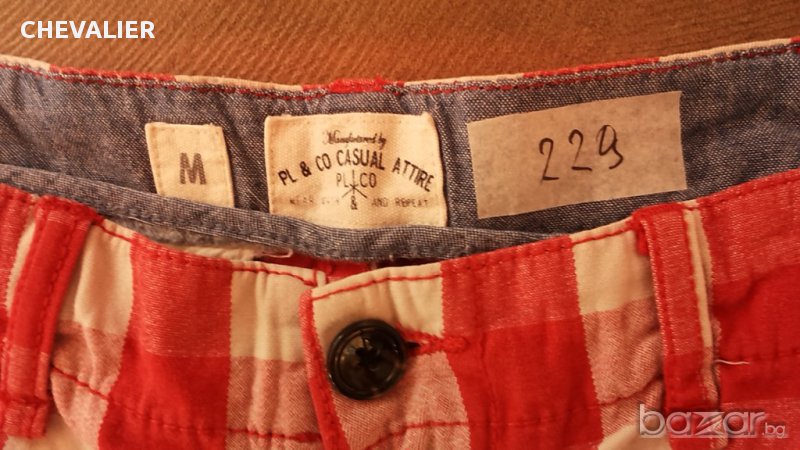 CHEVALIER
M
Manufactured by
PL & CO CASUAL ATTIRE
PL CO
& AND REPEAT
229
bazar.bg